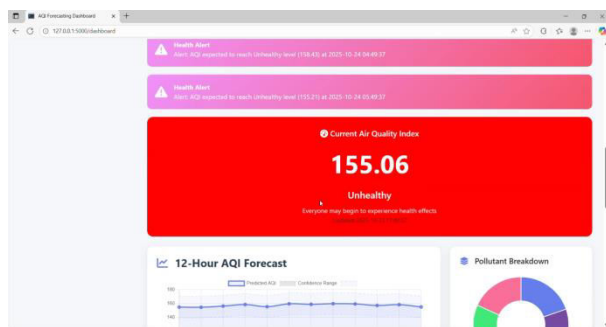 AQI Forecasting Dashboard
127.0.0.1:5000/dashboard
Health Alert
Alert: AQI expected to reach Unhealthy level (158.43) at 2025-10-24 04:49:37
Health Alert
Alert: AQI expected to reach Unhealthy level (155.21) at 2025-10-24 05:49:37
Current Air Quality Index
155.06
Unhealthy
Everyone may begin to experience health effects
12-Hour AQI Forecast
Pollutant Breakdown
Predicted AQI Confidence Range
140